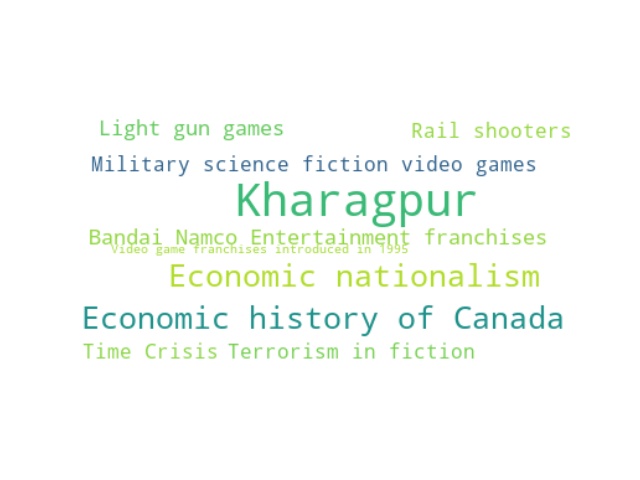 Light gun games
Rail shooters
Military science fiction video games
Kharagpur
Bandai Namco Entertainment franchises
Video game franchises introduced in 1995
Economic nationalism
Economic history of Canada
Time Crisis
Terrorism in fiction